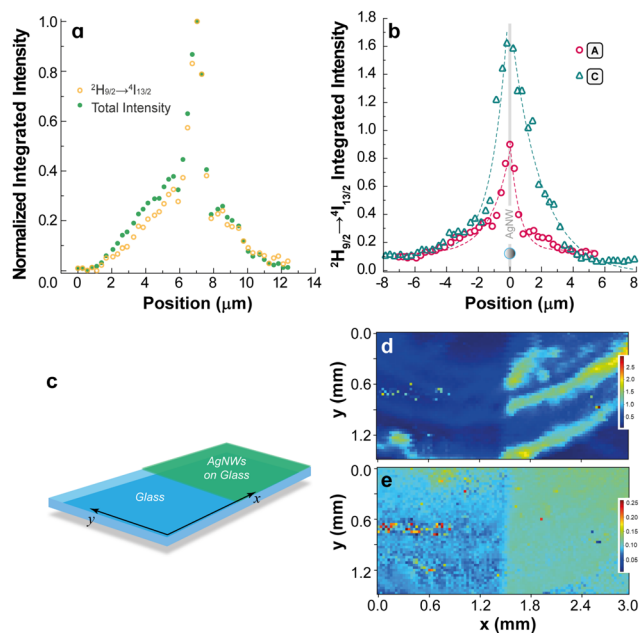 a
Normalized Integrated Intensity
1.0
0.8
0.6
0.4
0.2
0.0
²H₉/₂→⁴I₁₃/₂
Total Intensity
0 2 4 6 8 10 12 14
Position (μm)
b
²H₉/₂→⁴I₁₃/₂ Integrated Intensity
1.8
1.6
1.4
1.2
1.0
0.8
0.6
0.4
0.2
0.0
A
C
AgNW
-8 -6 -4 -2 0 2 4 6 8
Position (μm)
c
Glass
AgNWs
on Glass
y
x
d
y (mm)
0.0
0.6
1.2
2.5
2.0
1.5
1.0
0.5
e
y (mm)
0.0
0.6
1.2
0.25
0.20
0.15
0.10
0.05
0.0 0.6 1.2 1.8 2.4 3.0
x (mm)